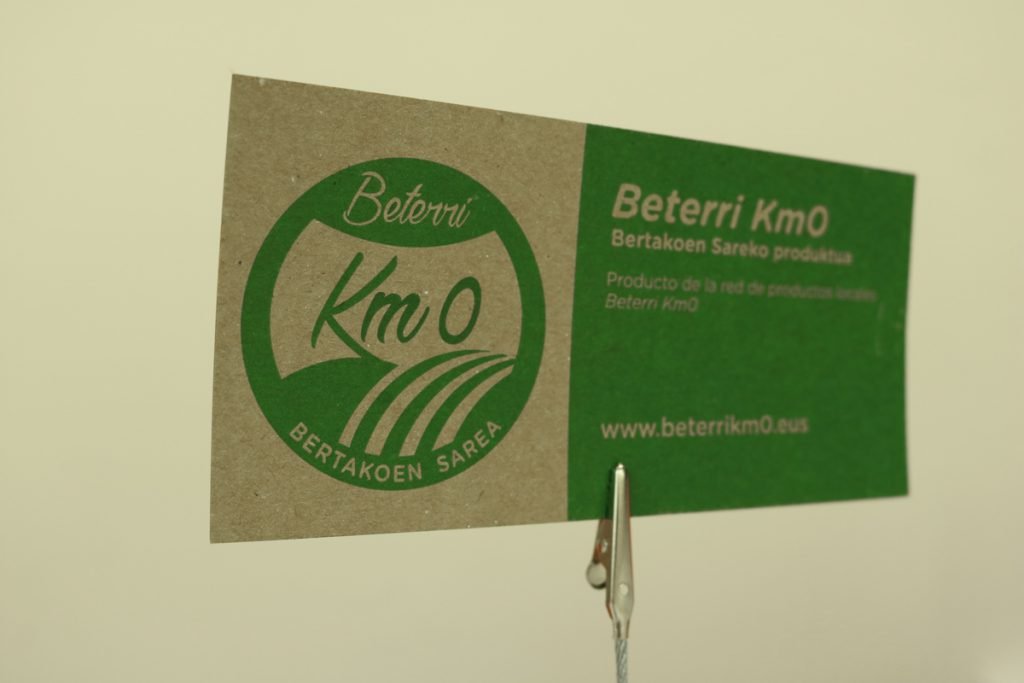 Beterri
Km 0
BERTAKOEN SAREA
Beterri Km0
Bertakoen Sareko produktua
Producto de la red de productos locales
Beterri Km0
www.beterrikm0.eus